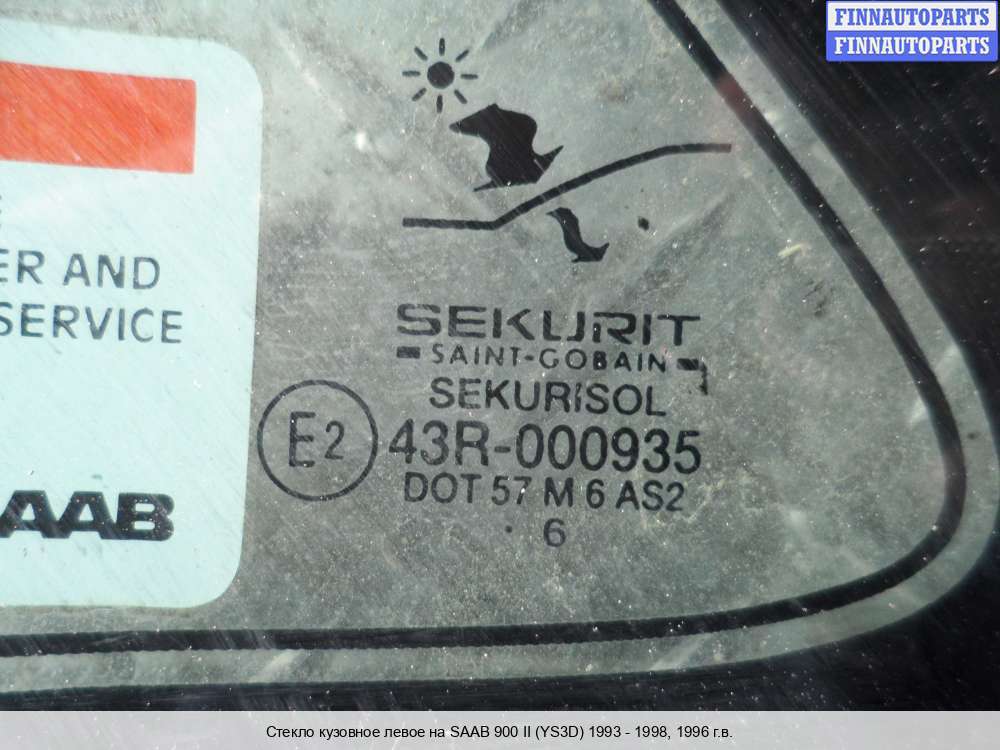 FINNAUTOPARTS
FINNAUTOPARTS
ER AND
SERVICE
AAB
SEKURIT
SAINT-GOBAIN
SEKURISOL
E2 43R-000935
DOT 57 M 6 AS2
· 6
Стекло кузовное левое на SAAB 900 II (YS3D) 1993 - 1998, 1996 г.в.